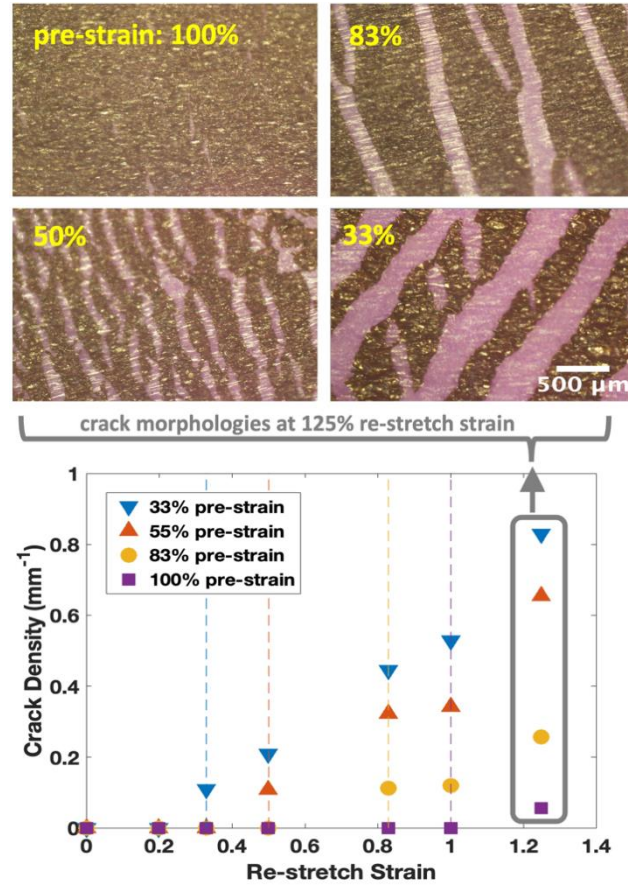 pre-strain: 100%
83%
50%
33%
500 μm
crack morphologies at 125% re-stretch strain
Crack Density (mm⁻¹)
1
0.8
0.6
0.4
0.2
0
33% pre-strain
55% pre-strain
83% pre-strain
100% pre-strain
0 0.2 0.4 0.6 0.8 1 1.2 1.4
Re-stretch Strain